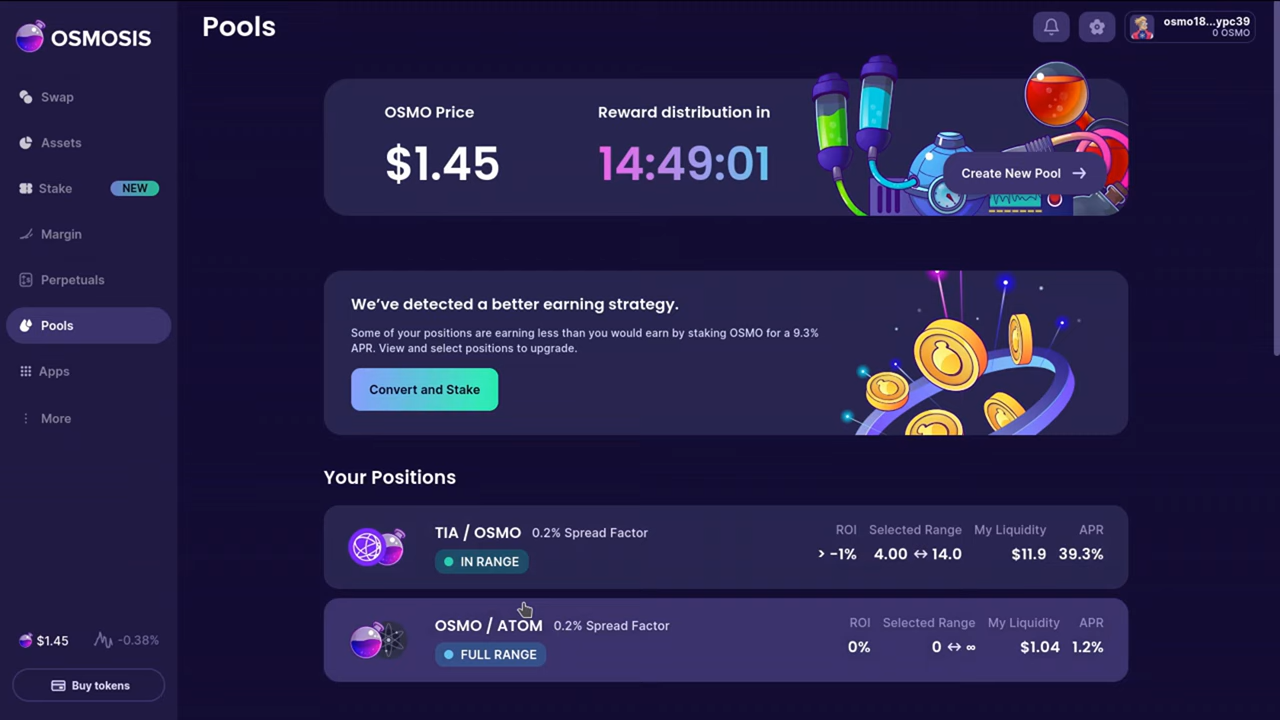 OSMOSIS
Swap
Assets
Stake NEW
Margin
Perpetuals
Pools
Apps
More
$1.45 -0.38%
Buy tokens
Pools
osmo18...ypc39
0 OSMO
OSMO Price
$1.45
Reward distribution in
14:49:01
Create New Pool →
We’ve detected a better earning strategy.
Some of your positions are earning less than you would earn by staking OSMO for a 9.3%
APR. View and select positions to upgrade.
Convert and Stake
Your Positions
TIA / OSMO 0.2% Spread Factor
IN RANGE
ROI Selected Range My Liquidity APR
> -1% 4.00 ↔ 14.0 $11.9 39.3%
OSMO / ATOM 0.2% Spread Factor
FULL RANGE
ROI Selected Range My Liquidity APR
0% 0 ↔ ∞ $1.04 1.2%